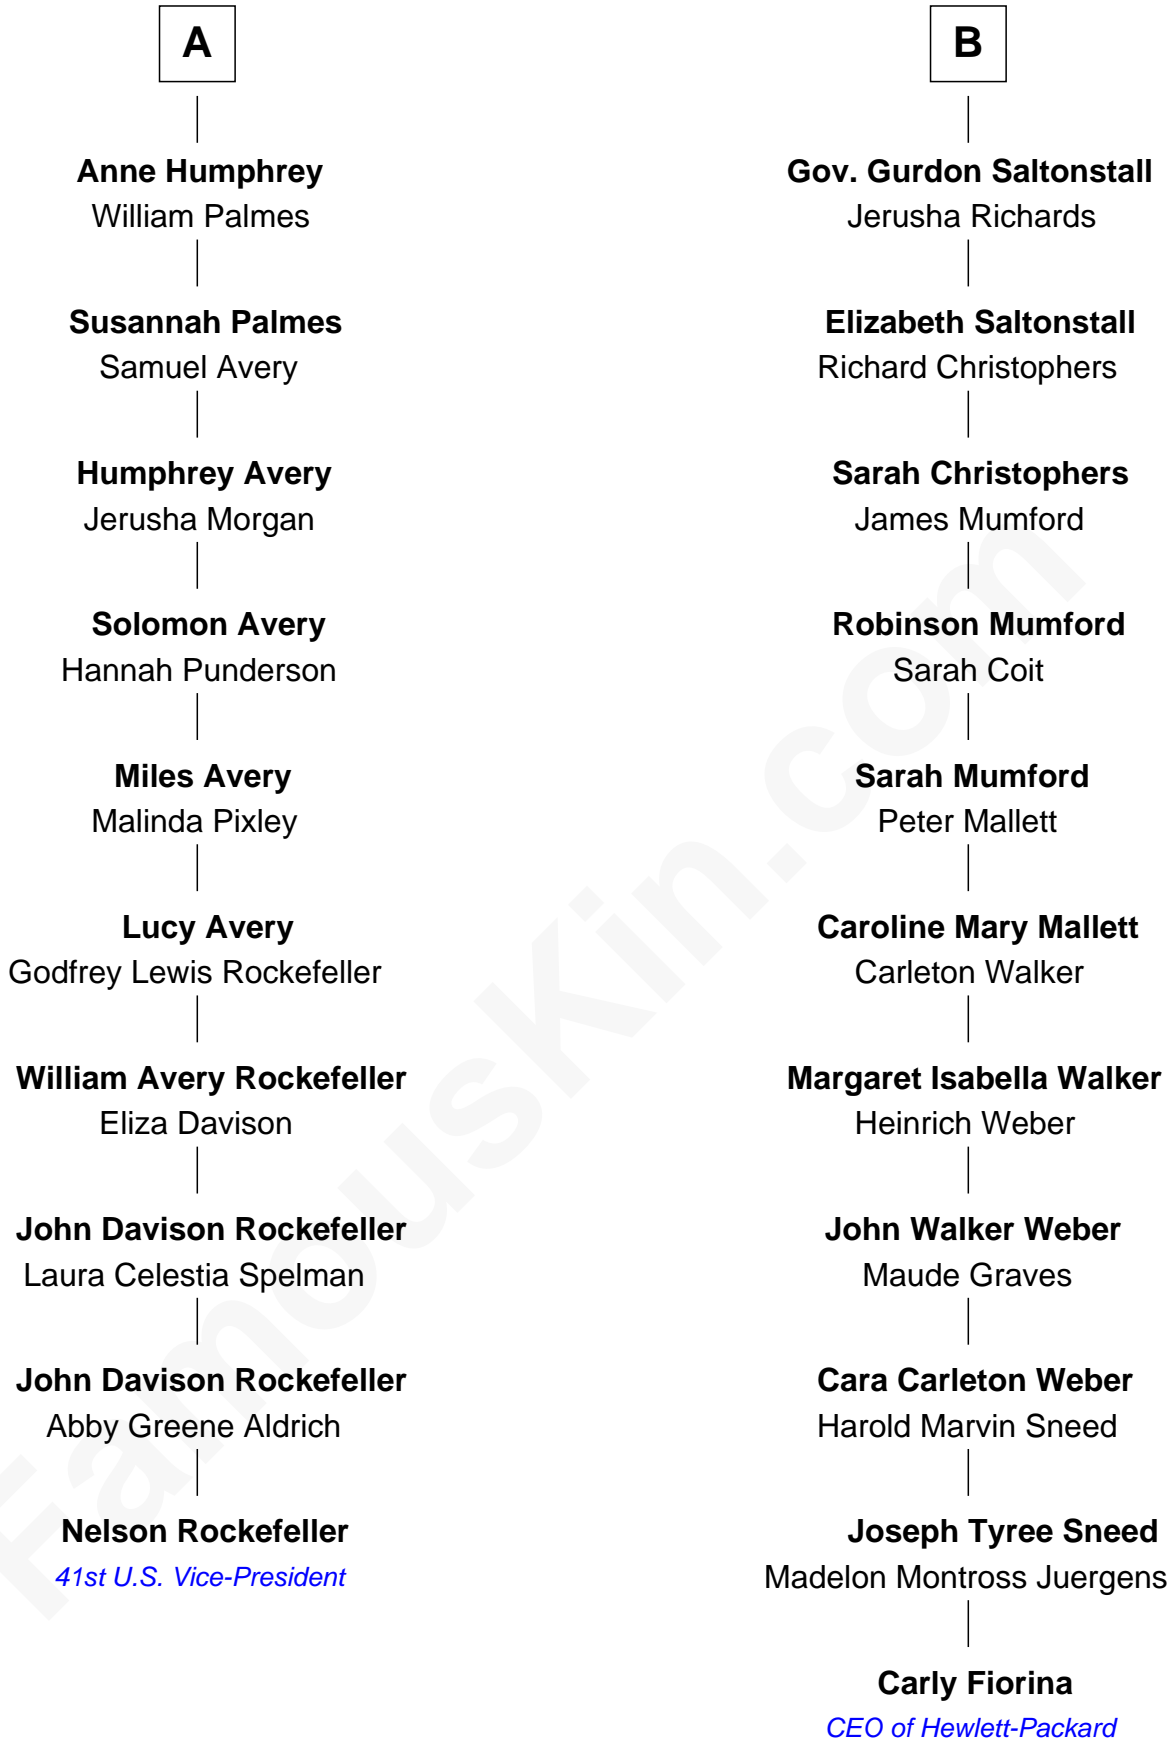 A
Anne Humphrey
William Palmes
Susannah Palmes
Samuel Avery
Humphrey Avery
Jerusha Morgan
Solomon Avery
Hannah Punderson
Miles Avery
Malinda Pixley
Lucy Avery
Godfrey Lewis Rockefeller
William Avery Rockefeller
Eliza Davison
John Davison Rockefeller
Laura Celestia Spelman
John Davison Rockefeller
Abby Greene Aldrich
Nelson Rockefeller
41st U.S. Vice-President
B
Gov. Gurdon Saltonstall
Jerusha Richards
Elizabeth Saltonstall
Richard Christophers
Sarah Christophers
James Mumford
Robinson Mumford
Sarah Coit
Sarah Mumford
Peter Mallett
Caroline Mary Mallett
Carleton Walker
Margaret Isabella Walker
Heinrich Weber
John Walker Weber
Maude Graves
Cara Carleton Weber
Harold Marvin Sneed
Joseph Tyree Sneed
Madelon Montross Juergens
Carly Fiorina
CEO of Hewlett-Packard
FamousKin.com